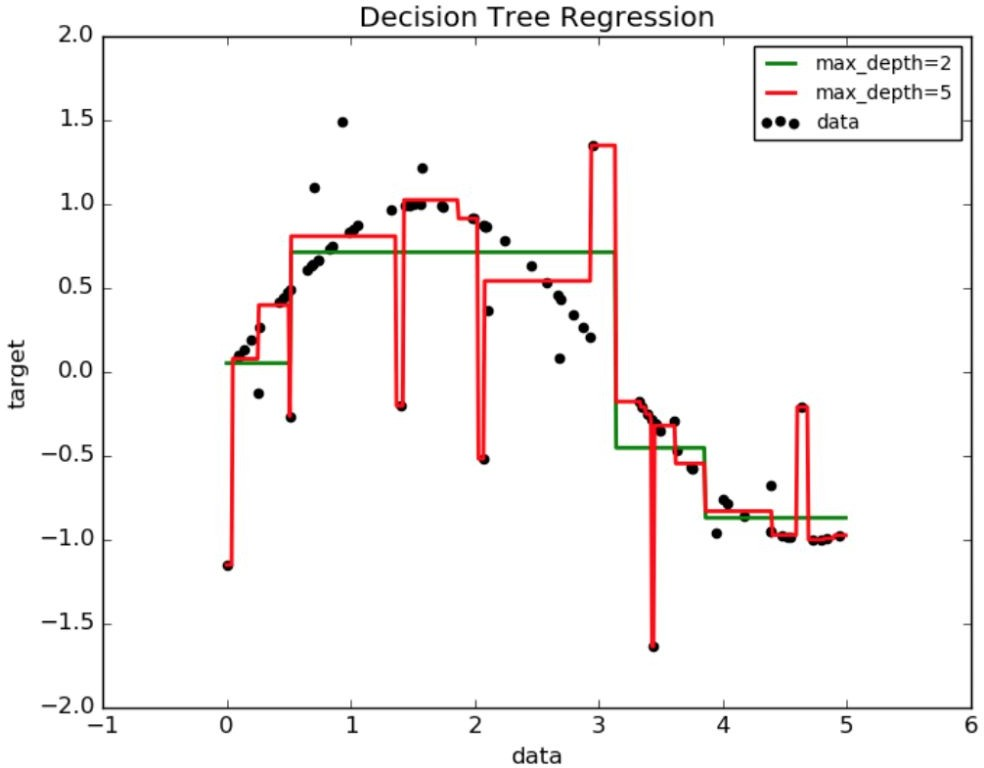 Decision Tree Regression
max_depth=2
max_depth=5
data
target
2.0
1.5
1.0
0.5
0.0
−0.5
−1.0
−1.5
−2.0
−1 0 1 2 3 4 5 6
data